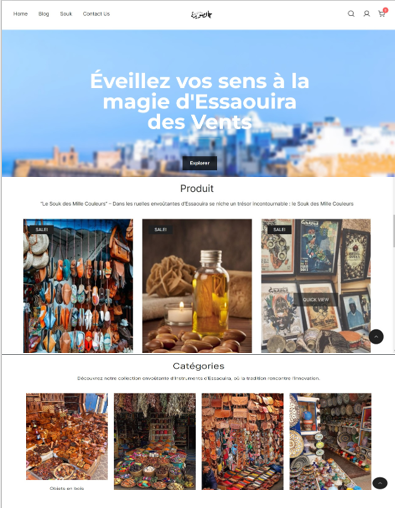 Home Blog Souk Contact Us
Éveillez vos sens à la
magie d'Essaouira
des Vents
Explorer
Produit
"Le Souk des Mille Couleurs" - Dans les ruelles envoûtantes d'Essaouira se niche un trésor incontournable : le Souk des Mille Couleurs
SALE! SALE! SALE!
QUICK VIEW
Catégories
Découvrez notre collection envoûtante d'Instruments d'Essaouira, où la tradition rencontre l'innovation.
Objets en bois